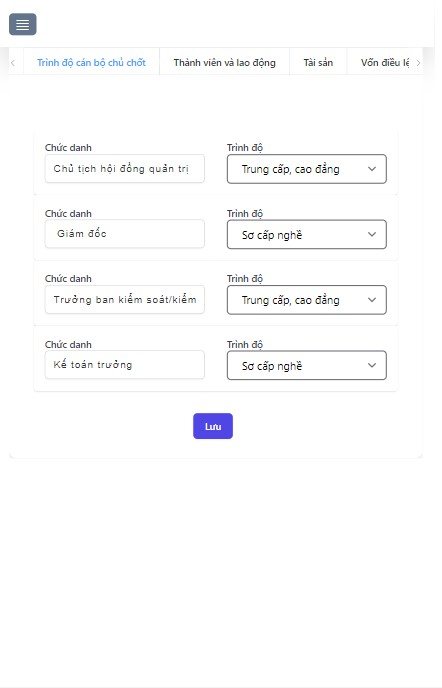 Trình độ cán bộ chủ chốt Thành viên và lao động Tài sản Vốn điều lệ
Chức danh Trình độ
Chủ tịch hội đồng quản trị Trung cấp, cao đẳng
Chức danh Trình độ
Giám đốc Sơ cấp nghề
Chức danh Trình độ
Trưởng ban kiểm soát/kiểm Trung cấp, cao đẳng
Chức danh Trình độ
Kế toán trưởng Sơ cấp nghề
Lưu